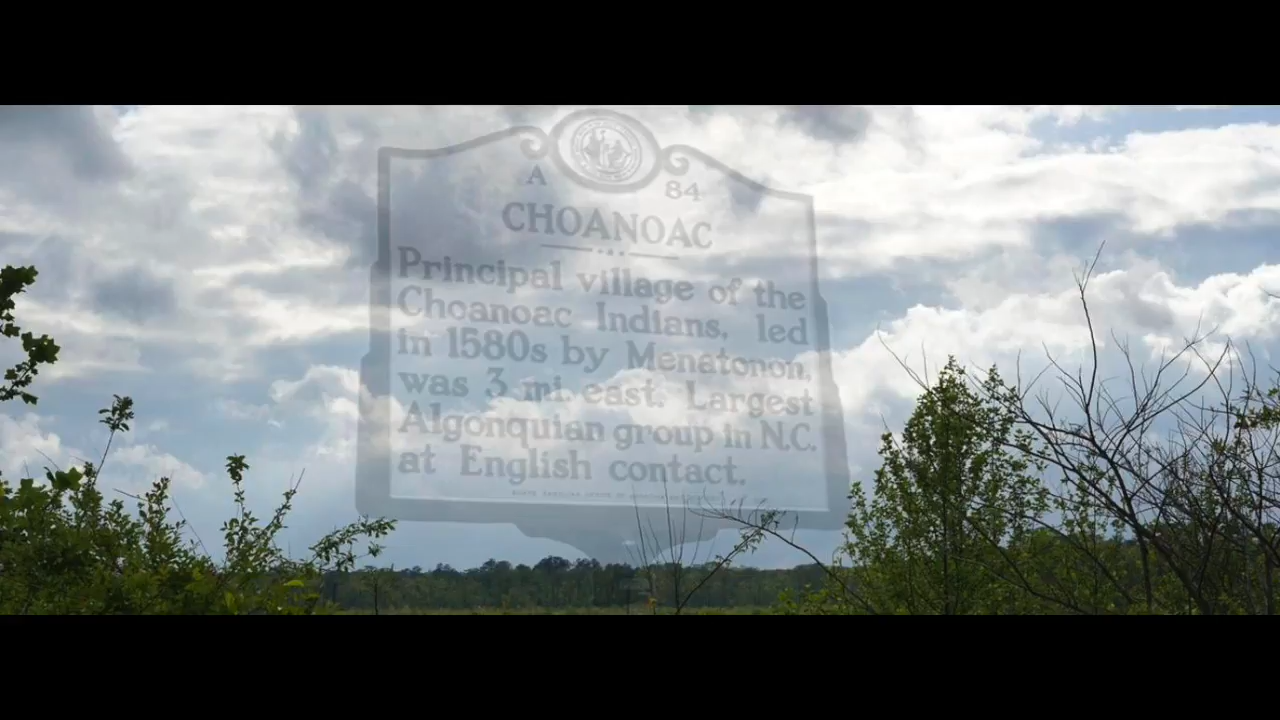 A 84
CHOANOAC
Principal village of the
Choanoac Indians, led
in 1580s by Menatonon,
was 3 mi. east. Largest
Algonquian group in N.C.
at English contact.